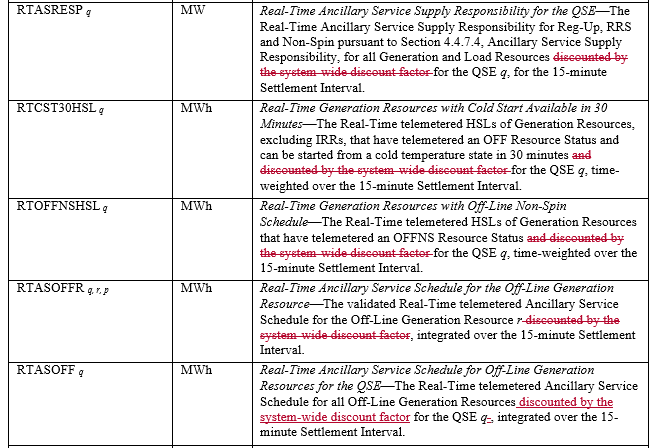 RTASRESP q MW Real-Time Ancillary Service Supply Responsibility for the QSE—The
Real-Time Ancillary Service Supply Responsibility for Reg-Up, RRS
and Non-Spin pursuant to Section 4.4.7.4, Ancillary Service Supply
Responsibility, for all Generation and Load Resources discounted by
the system-wide discount factor for the QSE q, for the 15-minute
Settlement Interval.
RTCST30HSL q MWh Real-Time Generation Resources with Cold Start Available in 30
Minutes—The Real-Time telemetered HSLs of Generation Resources,
excluding IRRs, that have telemetered an OFF Resource Status and
can be started from a cold temperature state in 30 minutes and
discounted by the system-wide discount factor for the QSE q, time-
weighted over the 15-minute Settlement Interval.
RTOFFNSHSL q MWh Real-Time Generation Resources with Off-Line Non-Spin
Schedule—The Real-Time telemetered HSLs of Generation Resources
that have telemetered an OFFNS Resource Status and discounted by
the system-wide discount factor for the QSE q, time-weighted over the
15-minute Settlement Interval.
RTASOFFR q, r, p MWh Real-Time Ancillary Service Schedule for the Off-Line Generation
Resource—The validated Real-Time telemetered Ancillary Service
Schedule for the Off-Line Generation Resource r discounted by the
system-wide discount factor, integrated over the 15-minute Settlement
Interval.
RTASOFF q MWh Real-Time Ancillary Service Schedule for Off-Line Generation
Resources for the QSE—The Real-Time telemetered Ancillary Service
Schedule for all Off-Line Generation Resources discounted by the
system-wide discount factor for the QSE q , integrated over the 15-
minute Settlement Interval.